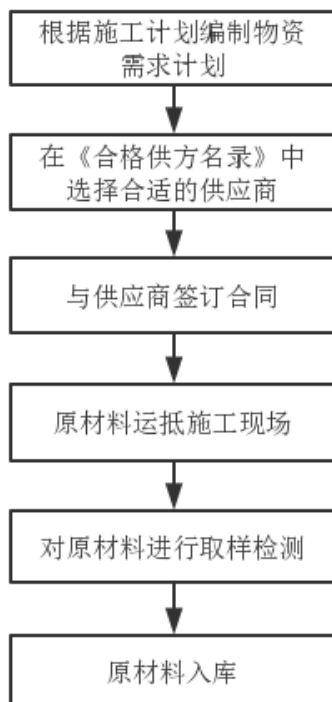 根据施工计划编制物资
需求计划
在《合格供方名录》中
选择合适的供应商
与供应商签订合同
原材料运抵施工现场
对原材料进行取样检测
原材料入库